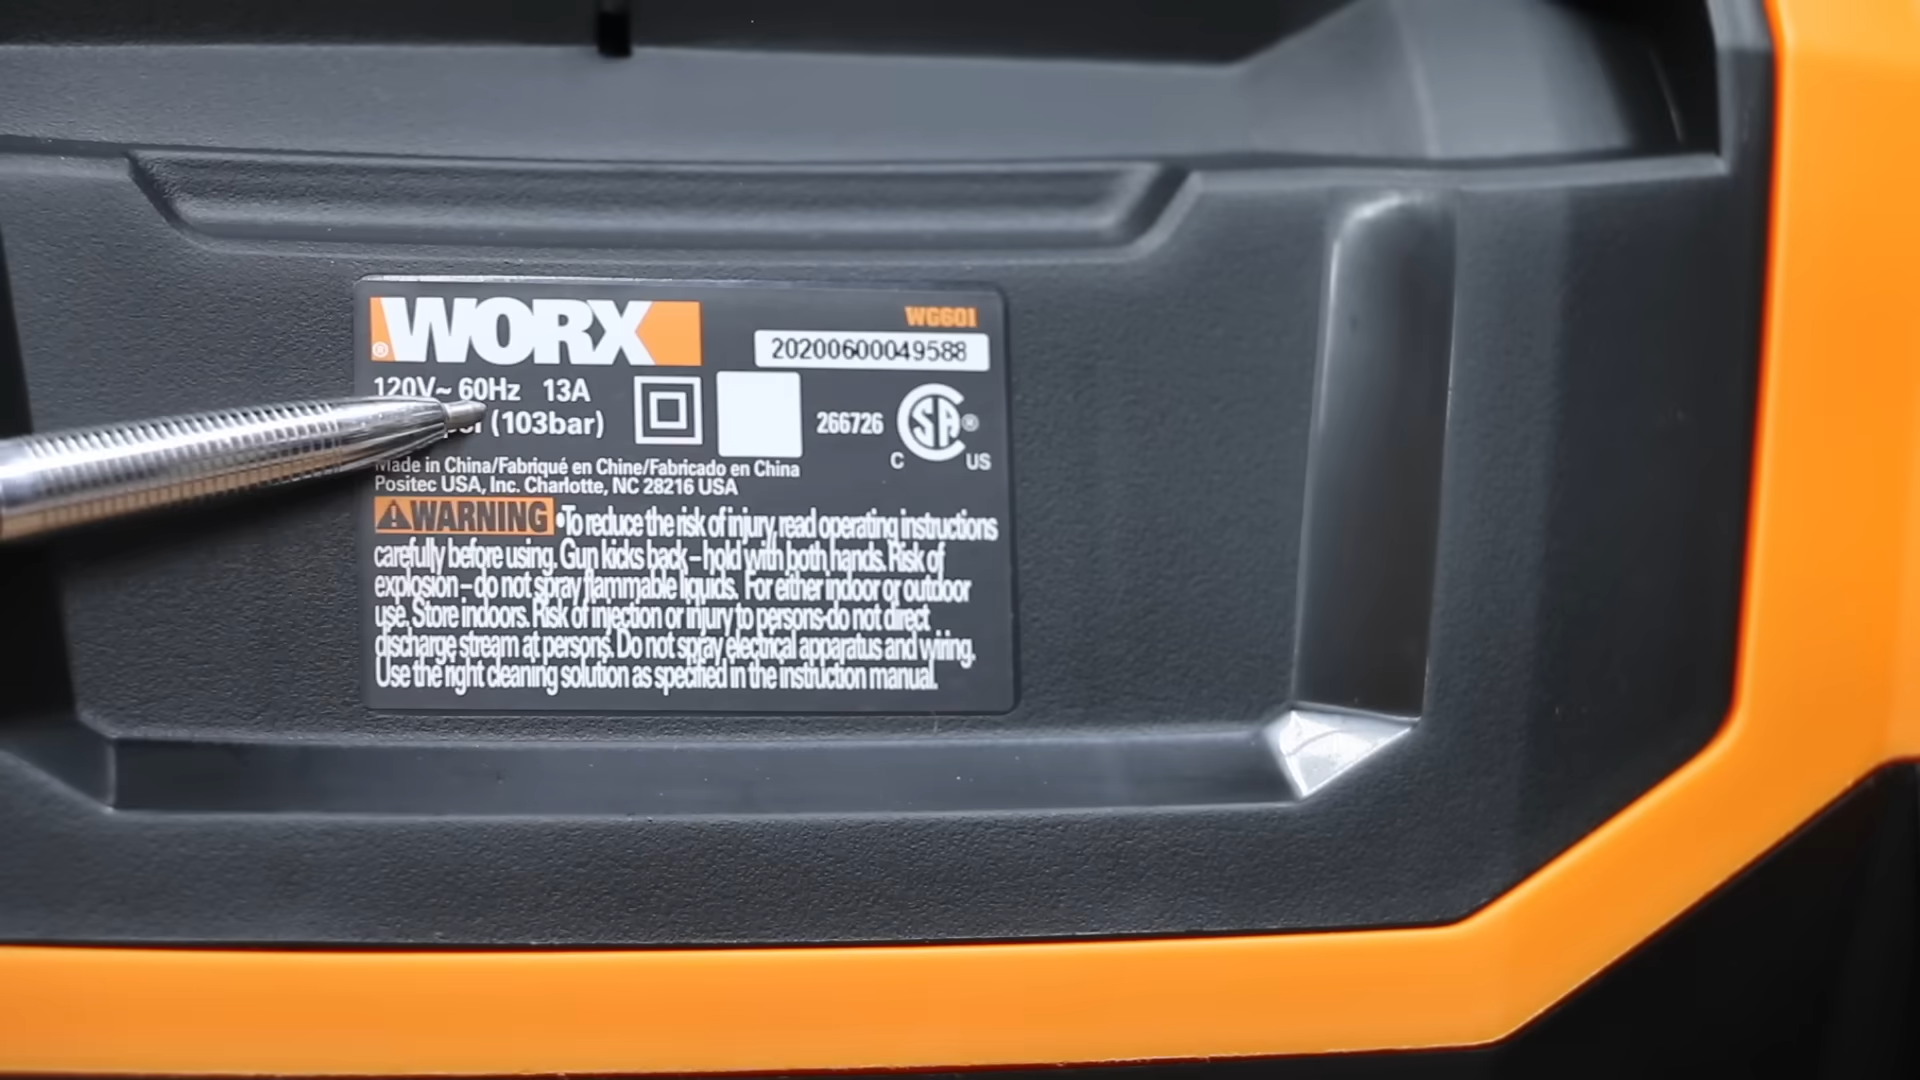 WORX®
WG601
20200600049588
120V~ 60Hz 13A
(103bar)
266726
CSA®
C US
Made in China/Fabriqué en Chine/Fabricado en China
Positec USA, Inc. Charlotte, NC 28216 USA
⚠WARNING •To reduce the risk of injury, read operating instructions
carefully before using. Gun kicks back – hold with both hands. Risk of
explosion – do not spray flammable liquids. For either indoor or outdoor
use. Store indoors. Risk of injection or injury to persons-do not direct
discharge stream at persons. Do not spray electrical apparatus and wiring.
Use the right cleaning solution as specified in the instruction manual.